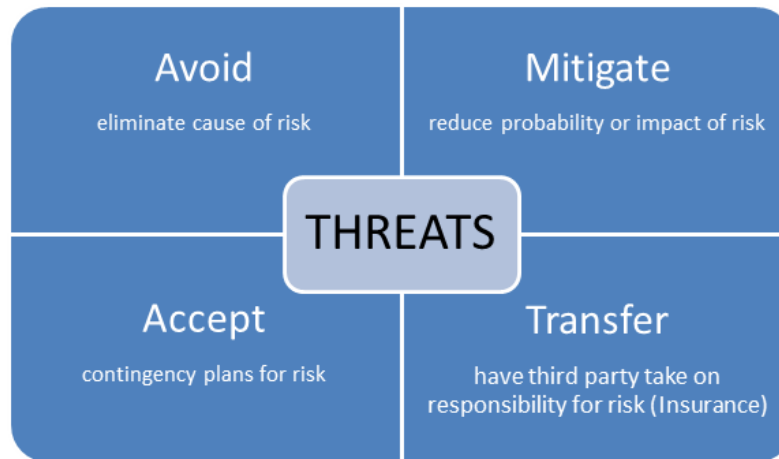 Avoid
eliminate cause of risk
Mitigate
reduce probability or impact of risk
THREATS
Accept
contingency plans for risk
Transfer
have third party take on
responsibility for risk (Insurance)